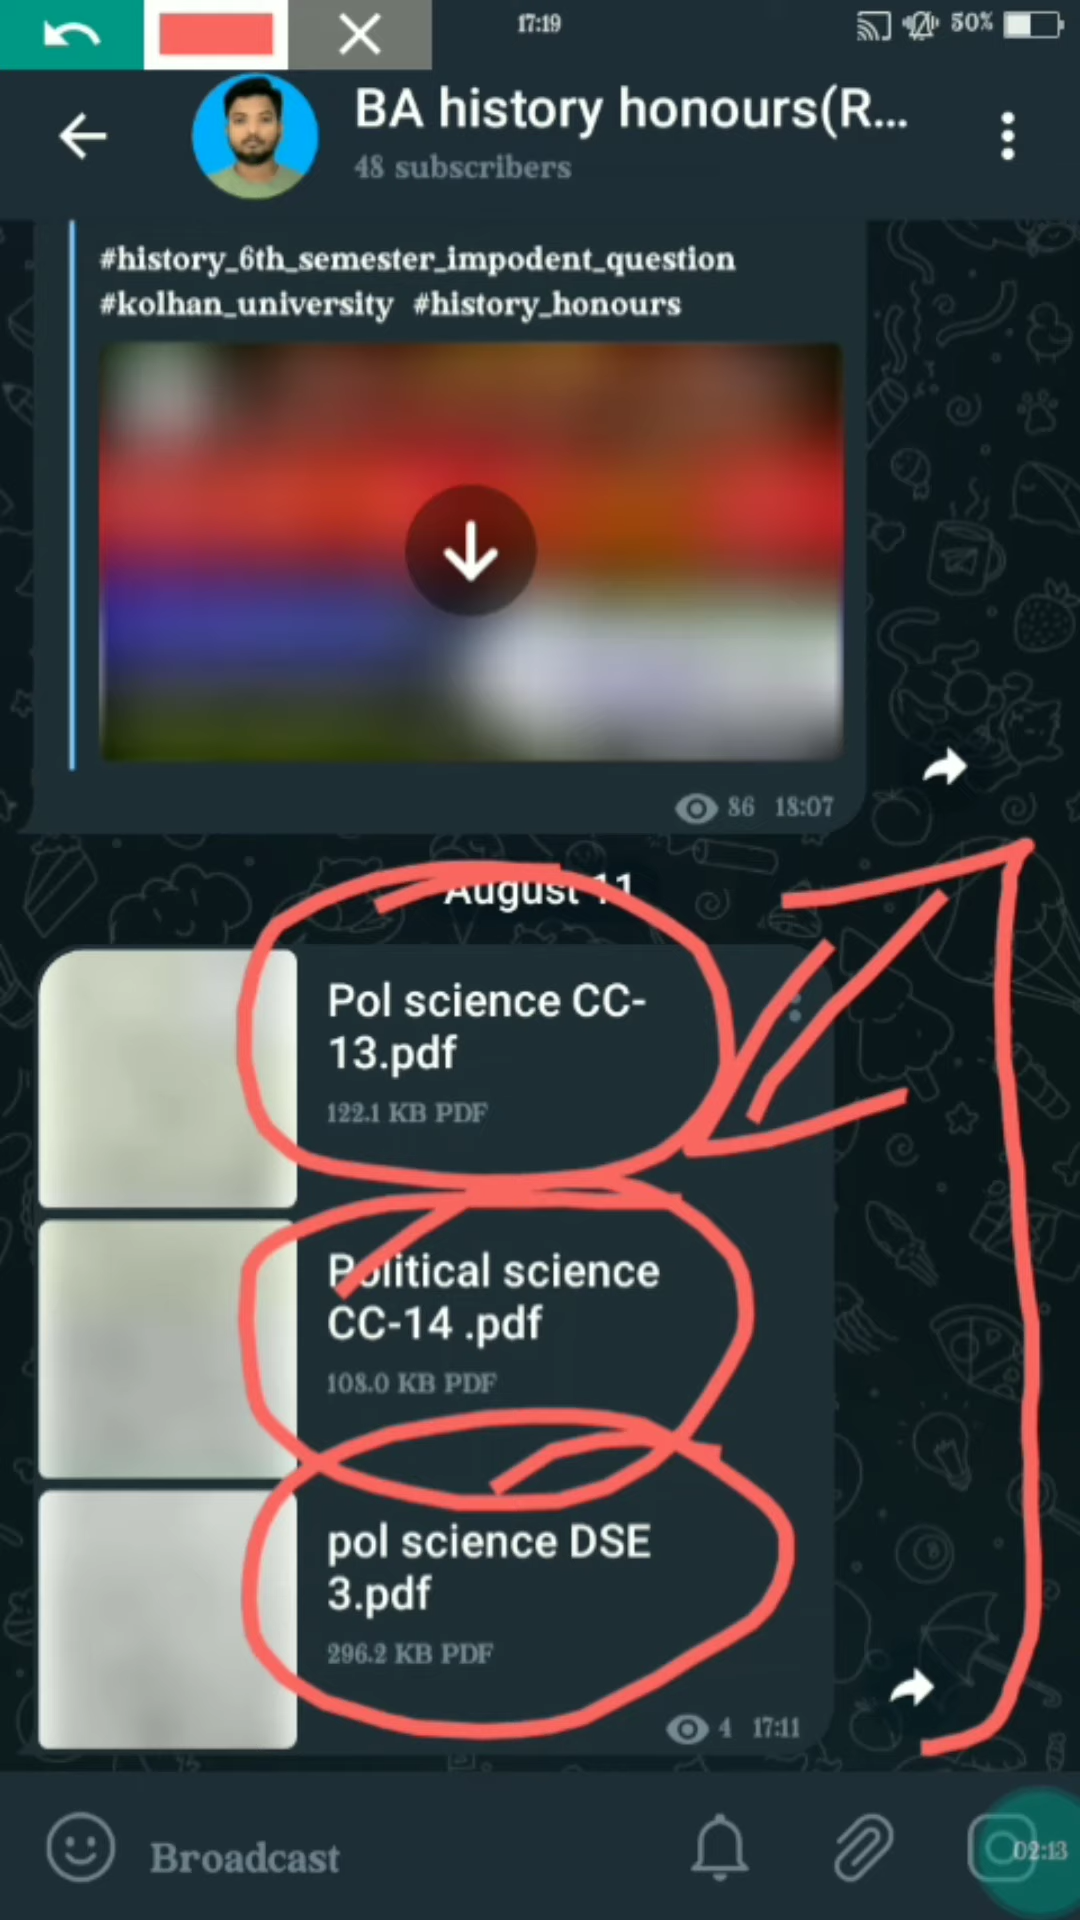 17:19
50%
BA history honours(R...
48 subscribers
#history_6th_semester_impodent_question
#kolhan_university #history_honours
86 18:07
August 11
Pol science CC-
13.pdf
122.1 KB PDF
Political science
CC-14 .pdf
108.0 KB PDF
pol science DSE
3.pdf
296.2 KB PDF
4 17:11
Broadcast
02:13